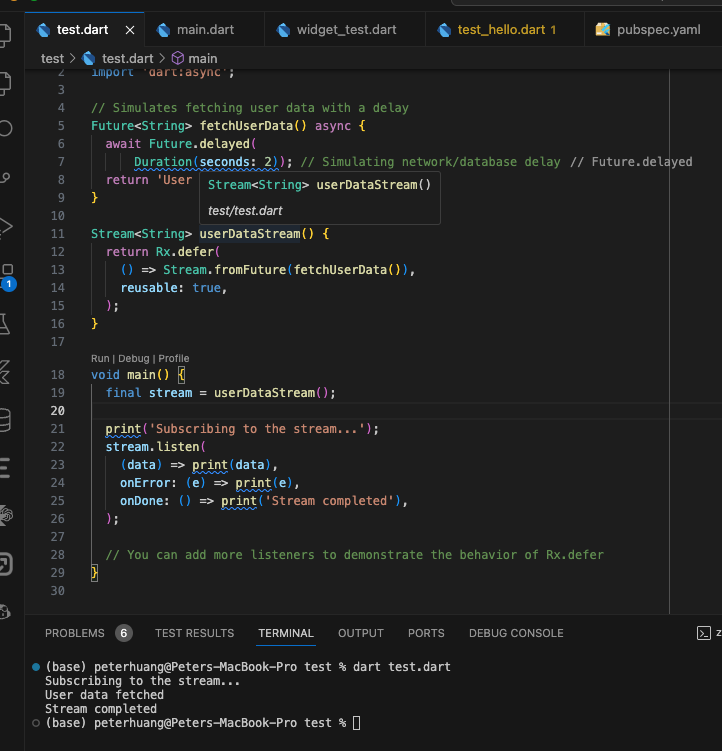 test.dart
main.dart
widget_test.dart
test_hello.dart 1
pubspec.yaml
test > test.dart > main
2 import 'dart:async';
3
4 // Simulates fetching user data with a delay
5 Future<String> fetchUserData() async {
6 await Future.delayed(
7 Duration(seconds: 2)); // Simulating network/database delay // Future.delayed
8 return 'User
Stream<String> userDataStream()
9 }
test/test.dart
10
11 Stream<String> userDataStream() {
12 return Rx.defer(
13 () => Stream.fromFuture(fetchUserData()),
14 reusable: true,
1
15 );
16 }
17
Run | Debug | Profile
18 void main() {
19 final stream = userDataStream();
20
21 print('Subscribing to the stream...');
22 stream.listen(
23 (data) => print(data),
24 onError: (e) => print(e),
25 onDone: () => print('Stream completed'),
26 );
27
28 // You can add more listeners to demonstrate the behavior of Rx.defer
29 }
30
PROBLEMS 6 TEST RESULTS TERMINAL OUTPUT PORTS DEBUG CONSOLE z
(base) peterhuang@Peters-MacBook-Pro test % dart test.dart
Subscribing to the stream...
User data fetched
Stream completed
(base) peterhuang@Peters-MacBook-Pro test %